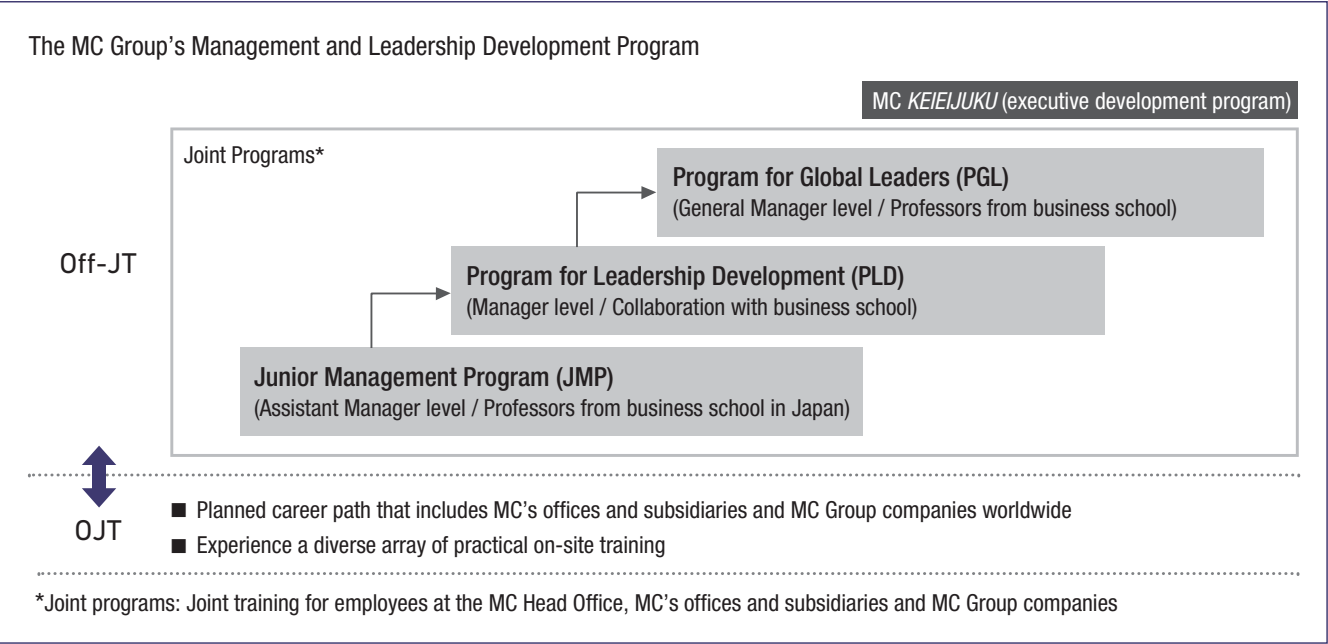 The MC Group’s Management and Leadership Development Program
MC KEIEIJUKU (executive development program)
Joint Programs*
Program for Global Leaders (PGL)
(General Manager level / Professors from business school)
Off-JT
Program for Leadership Development (PLD)
(Manager level / Collaboration with business school)
Junior Management Program (JMP)
(Assistant Manager level / Professors from business school in Japan)
OJT
■ Planned career path that includes MC’s offices and subsidiaries and MC Group companies worldwide
■ Experience a diverse array of practical on-site training
*Joint programs: Joint training for employees at the MC Head Office, MC’s offices and subsidiaries and MC Group companies